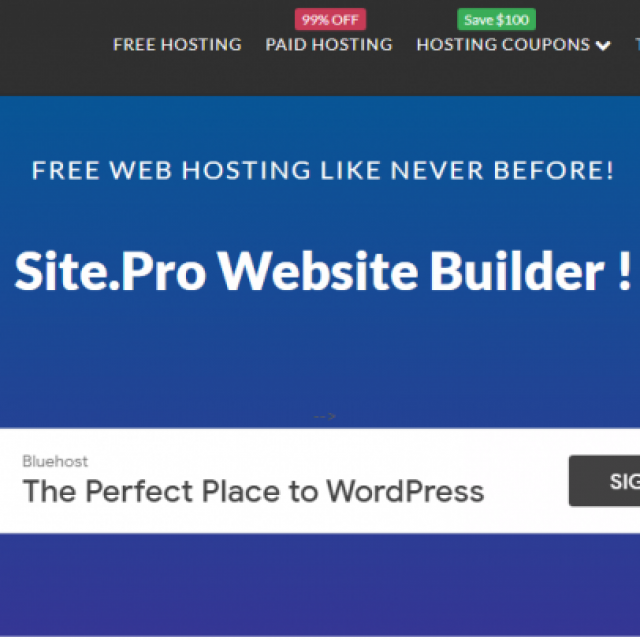 99% OFF Save $100
FREE HOSTING PAID HOSTING HOSTING COUPONS
FREE WEB HOSTING LIKE NEVER BEFORE!
Site.Pro Website Builder !
-->
Bluehost
The Perfect Place to WordPress
SIG